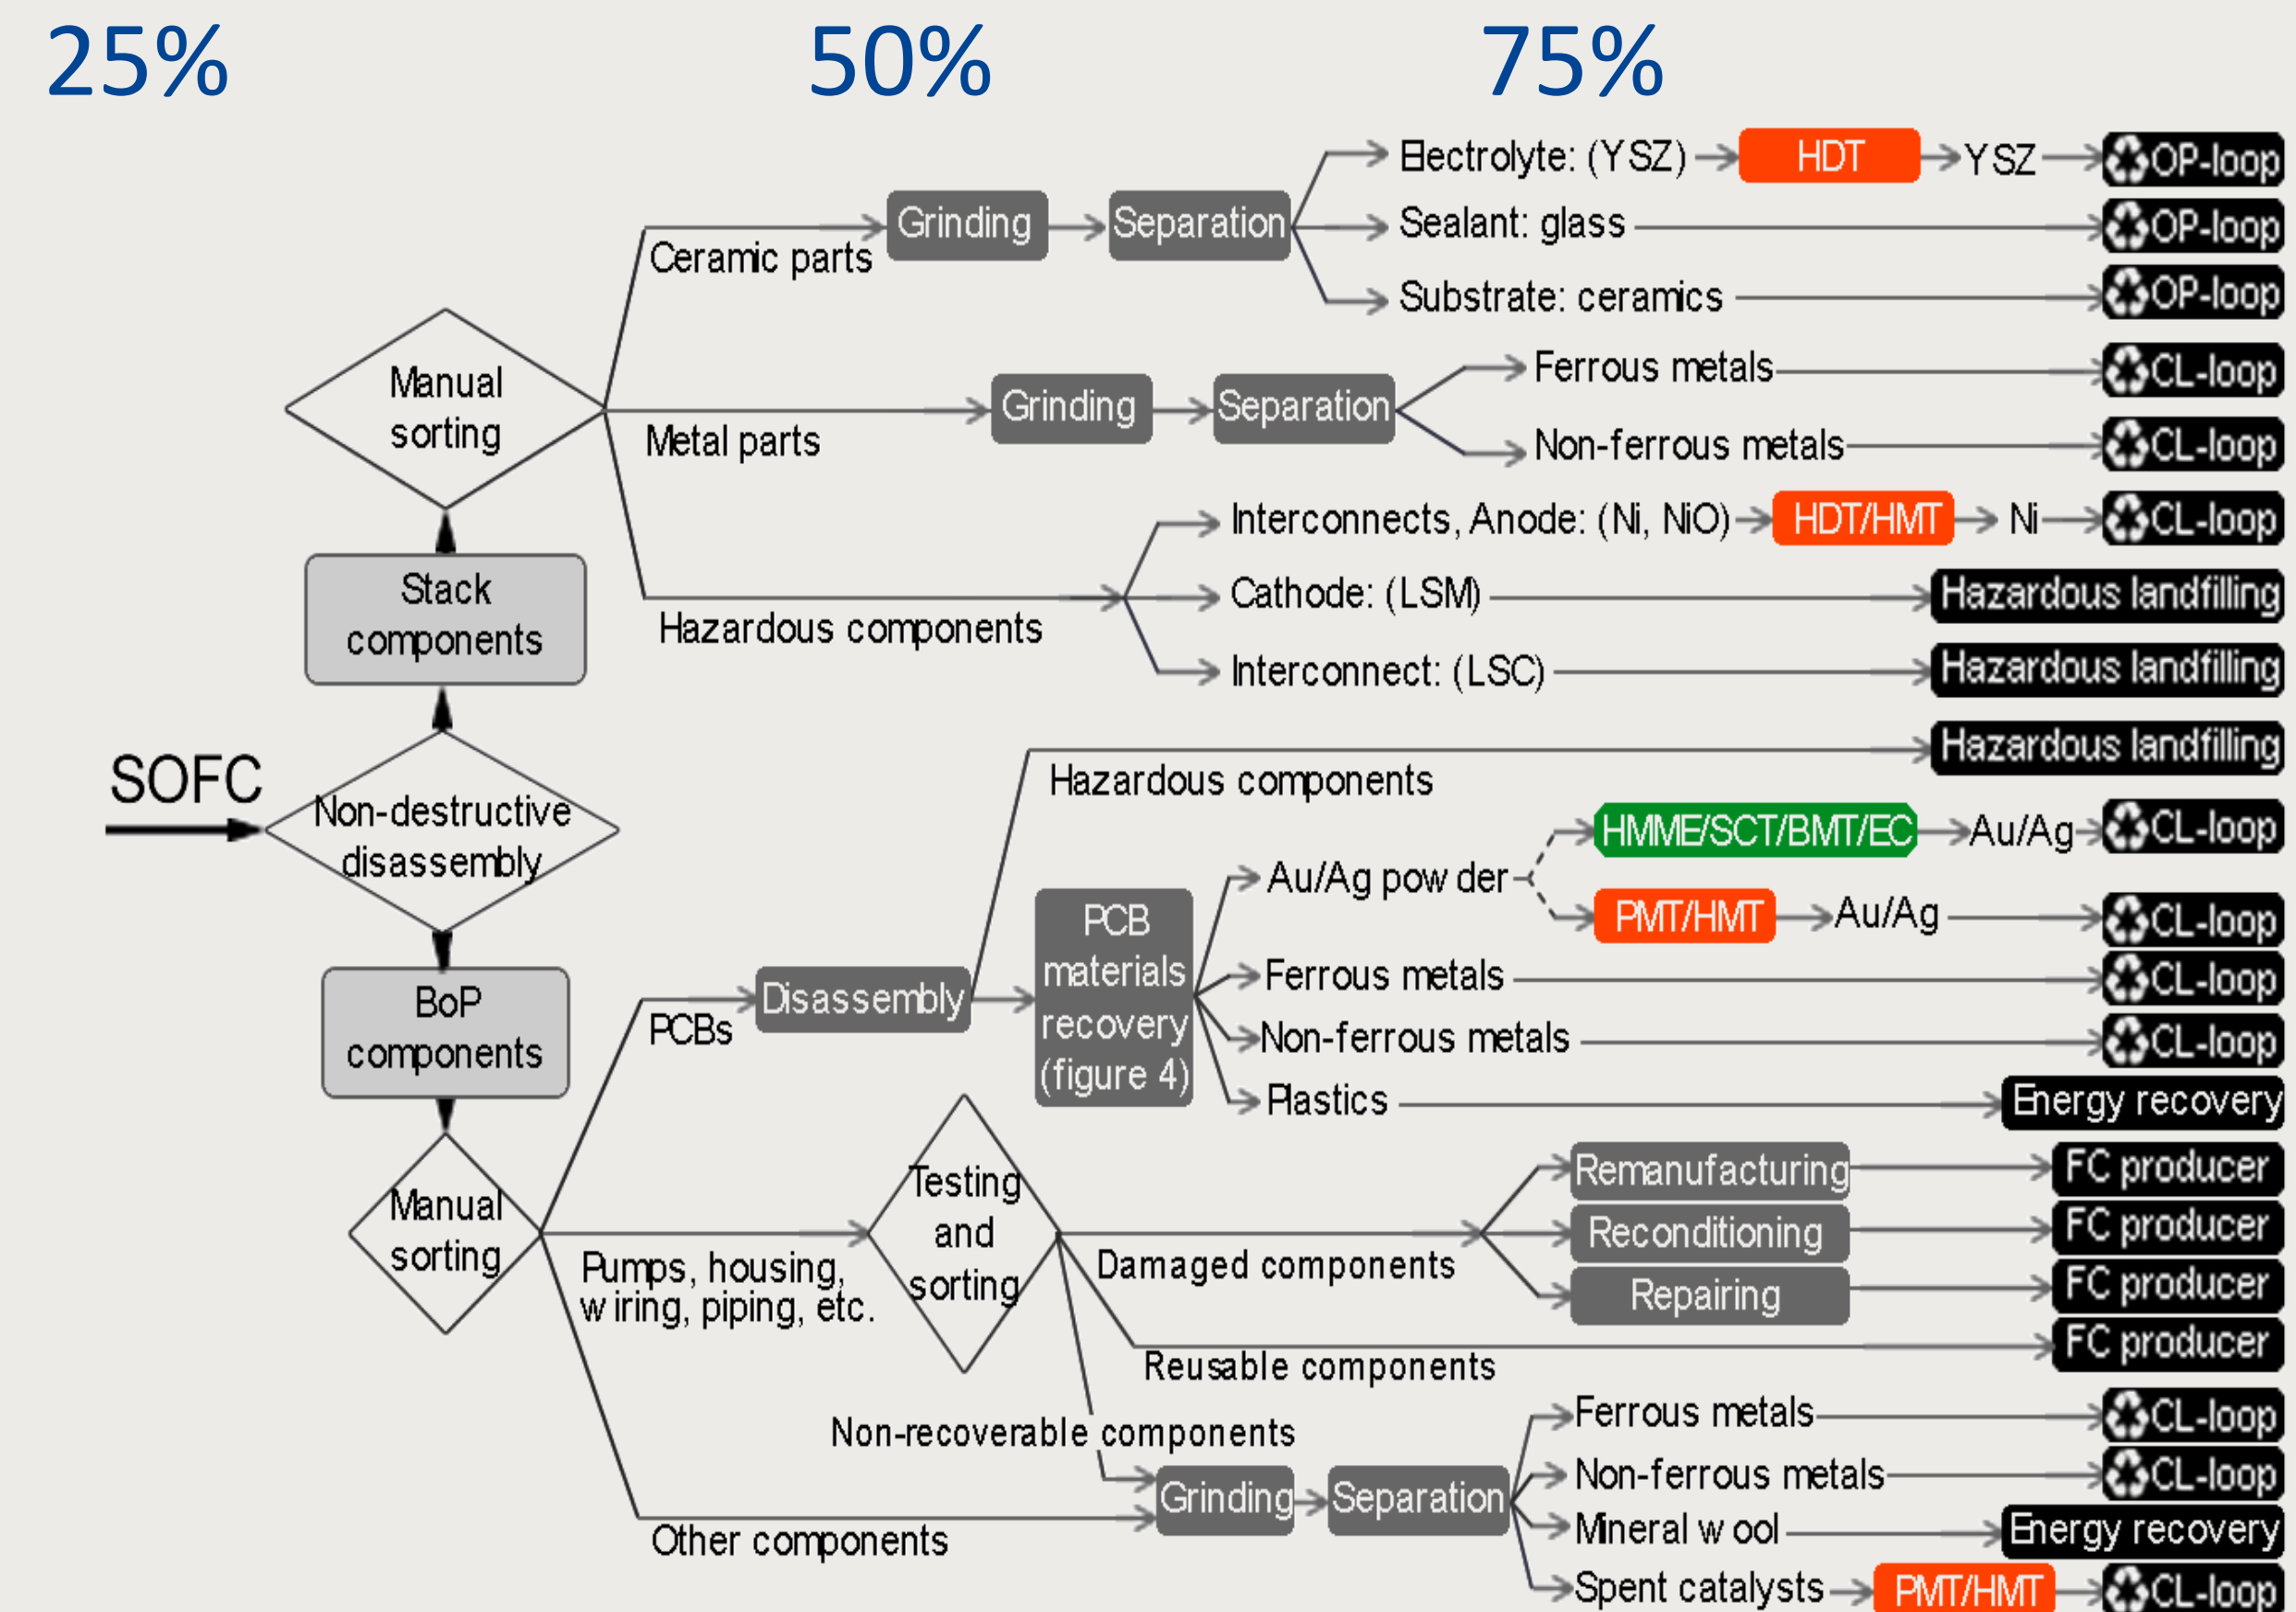 25% 50% 75%
Electrolyte: (YSZ) HDT YSZ OP-loop
Grinding Separation Sealant: glass OP-loop
Ceramic parts
Substrate: ceramics OP-loop
Manual
sorting
Ferrous metals CL-loop
Grinding Separation
Metal parts
Non-ferrous metals CL-loop
Interconnects, Anode: (Ni, NiO) HDT/HMT Ni CL-loop
Stack
components
Cathode: (LSM) Hazardous landfilling
Hazardous components
Interconnect: (LSC) Hazardous landfilling
Hazardous landfilling
Hazardous components
SOFC
Non-destructive
disassembly
HMME/SCT/BMT/EC Au/Ag CL-loop
Au/Ag powder
PMT/HMT Au/Ag CL-loop
BoP
components
PCBs
Disassembly
PCB
materials
recovery
(figure 4)
Ferrous metals CL-loop
Non-ferrous metals CL-loop
Plastics Energy recovery
Manual
sorting
Pumps, housing,
wiring, piping, etc.
Testing
and
sorting
Damaged components
Remanufacturing FC producer
Reconditioning FC producer
Repairing FC producer
Reusable components FC producer
Non-recoverable components
Other components
Grinding Separation
Ferrous metals CL-loop
Non-ferrous metals CL-loop
Mineral wool Energy recovery
Spent catalysts PMT/HMT CL-loop